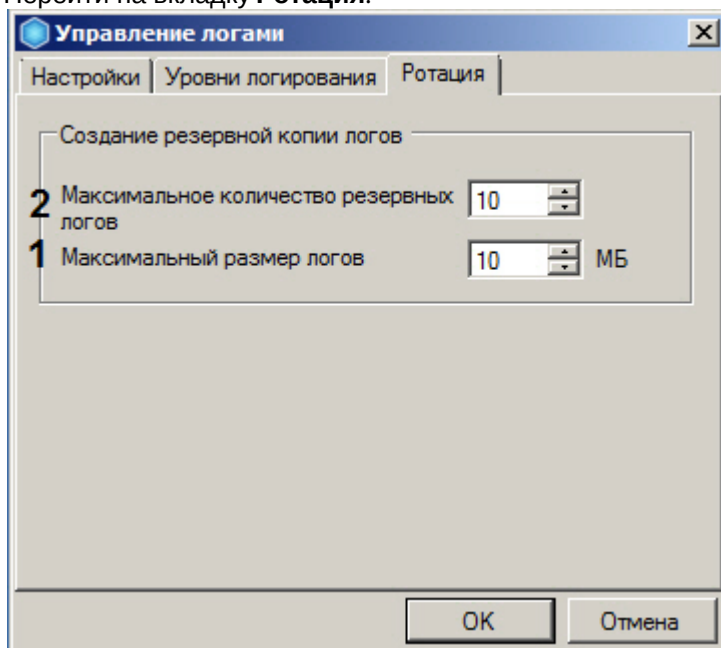 Перейти на вкладку Ротация.
Управление логами
Настройки Уровни логирования Ротация
Создание резервной копии логов
2 Максимальное количество резервных 10
логов
1 Максимальный размер логов 10 МБ
OK Отмена